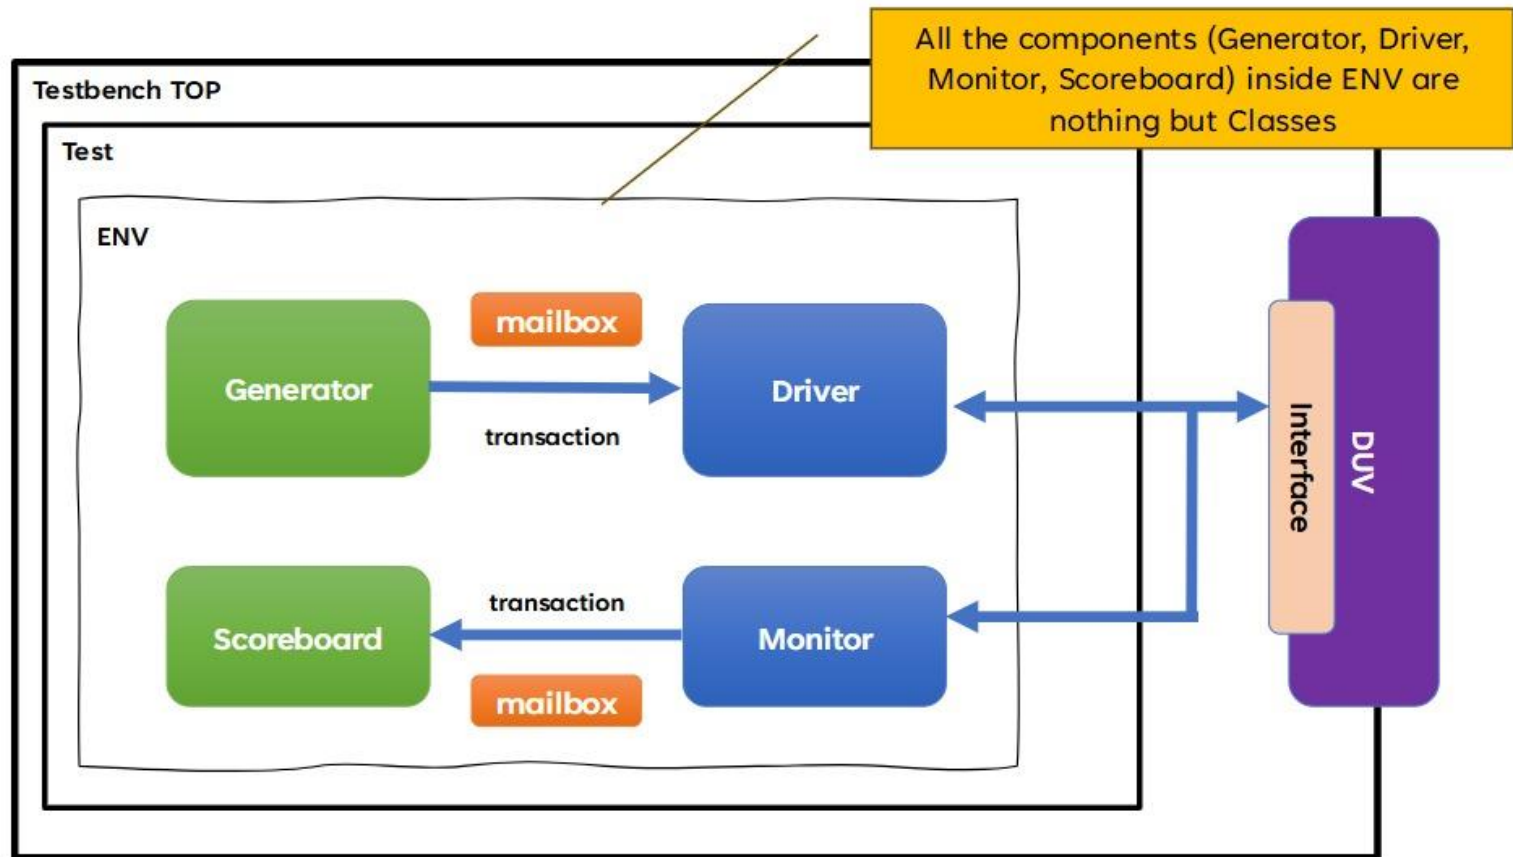 All the components (Generator, Driver,
Monitor, Scoreboard) inside ENV are
nothing but Classes
Testbench TOP
Test
ENV
Generator
mailbox
transaction
Driver
Interface
DUV
Scoreboard
transaction
mailbox
Monitor